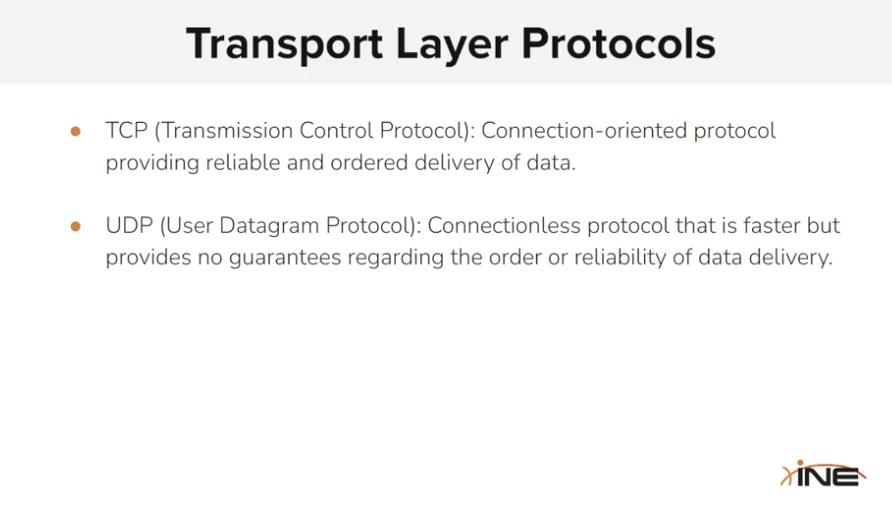 Transport Layer Protocols
● TCP (Transmission Control Protocol): Connection-oriented protocol
providing reliable and ordered delivery of data.
● UDP (User Datagram Protocol): Connectionless protocol that is faster but
provides no guarantees regarding the order or reliability of data delivery.
INE